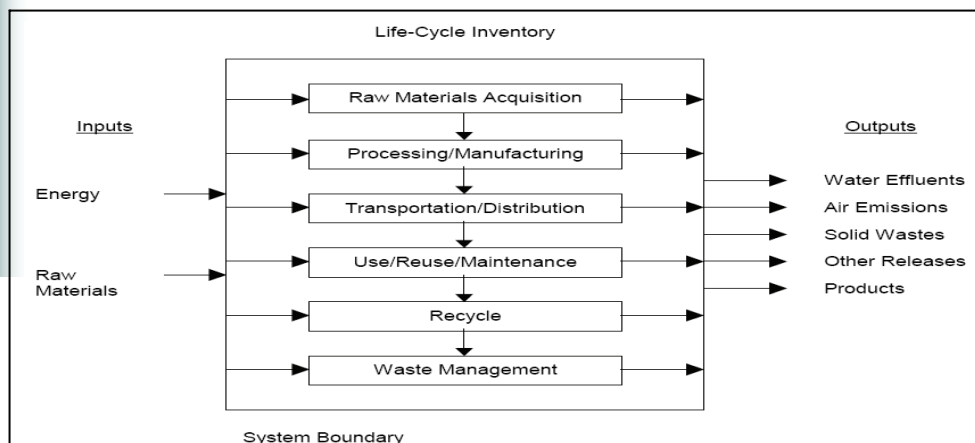 Life-Cycle Inventory
Inputs
Energy
Raw
Materials
Raw Materials Acquisition
Processing/Manufacturing
Transportation/Distribution
Use/Reuse/Maintenance
Recycle
Waste Management
Outputs
Water Effluents
Air Emissions
Solid Wastes
Other Releases
Products
System Boundary